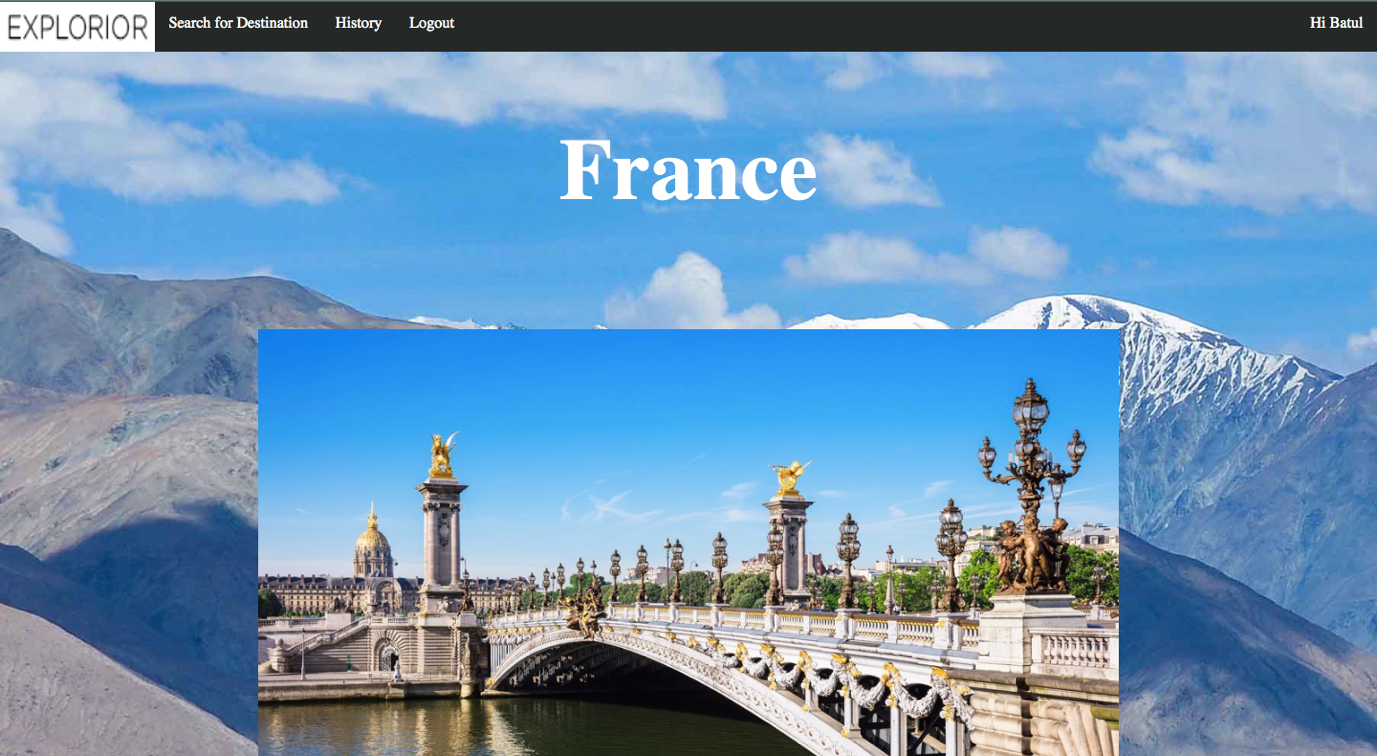 EXPLORIOR Search for Destination History Logout Hi Batul
France